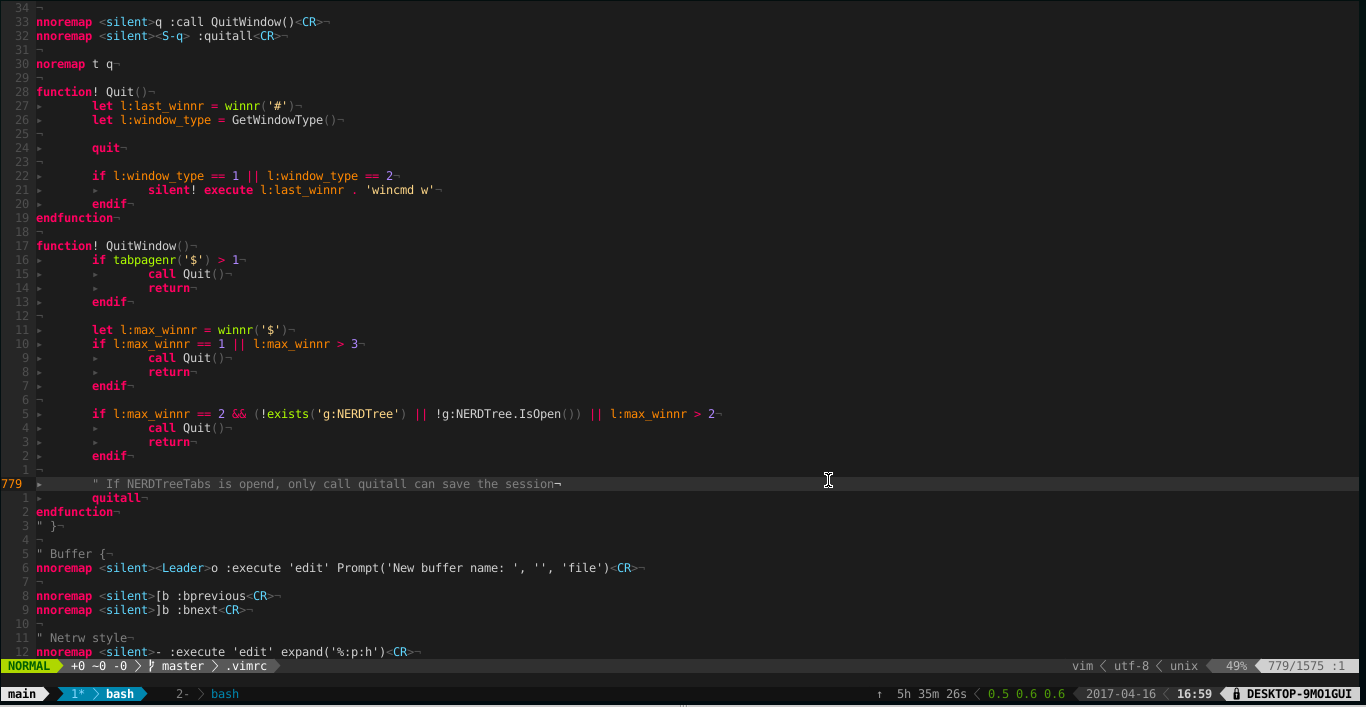 34 ¬
33 nnoremap <silent>q :call QuitWindow()<CR>¬
32 nnoremap <silent><S-q> :quitall<CR>¬
31 ¬
30 noremap t q¬
29 ¬
28 function! Quit()¬
27 ▸       let l:last_winnr = winnr('#')¬
26 ▸       let l:window_type = GetWindowType()¬
25 ¬
24 ▸       quit¬
23 ¬
22 ▸       if l:window_type == 1 || l:window_type == 2¬
21 ▸       ▸       silent! execute l:last_winnr . 'wincmd w'¬
20 ▸       endif¬
19 endfunction¬
18 ¬
17 function! QuitWindow()¬
16 ▸       if tabpagenr('$') > 1¬
15 ▸       ▸       call Quit()¬
14 ▸       ▸       return¬
13 ▸       endif¬
12 ¬
11 ▸       let l:max_winnr = winnr('$')¬
10 ▸       if l:max_winnr == 1 || l:max_winnr > 3¬
9 ▸       ▸       call Quit()¬
8 ▸       ▸       return¬
7 ▸       endif¬
6 ¬
5 ▸       if l:max_winnr == 2 && (!exists('g:NERDTree') || !g:NERDTree.IsOpen()) || l:max_winnr > 2¬
4 ▸       ▸       call Quit()¬
3 ▸       ▸       return¬
2 ▸       endif¬
1 ¬
779 ▸       " If NERDTreeTabs is opend, only call quitall can save the session¬
1 ▸       quitall¬
2 endfunction¬
3 " }¬
4 ¬
5 " Buffer {¬
6 nnoremap <silent><Leader>o :execute 'edit' Prompt('New buffer name: ', '', 'file')<CR>¬
7 ¬
8 nnoremap <silent>[b :bprevious<CR>¬
9 nnoremap <silent>]b :bnext<CR>¬
10 ¬
11 " Netrw style¬
12 nnoremap <silent>- :execute 'edit' expand('%:p:h')<CR>¬
NORMAL +0 ~0 -0 master .vimrc vim utf-8 unix 49% 779/1575 :1
main 1* bash 2- bash ↑ 5h 35m 26s 0.5 0.6 0.6 2017-04-16 16:59 DESKTOP-9MO1GUI